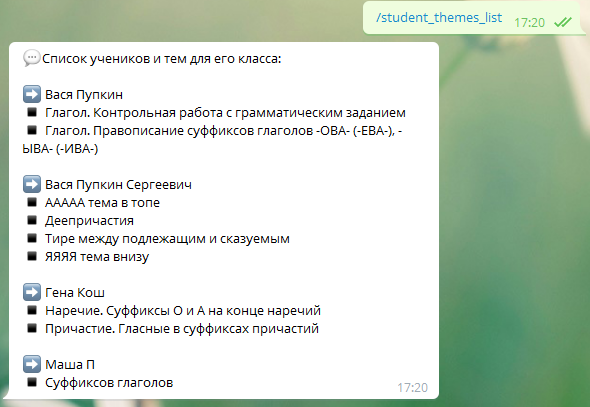 /student_themes_list
17:20
💬Список учеников и тем для его класса:
➡️ Вася Пупкин
▪️ Глагол. Контрольная работа с грамматическим заданием
▪️ Глагол. Правописание суффиксов глаголов -ОВА- (-ЕВА-), -
ЫВА- (-ИВА-)
➡️ Вася Пупкин Сергеевич
▪️ ААААА тема в топе
▪️ Деепричастия
▪️ Тире между подлежащим и сказуемым
▪️ ЯЯЯЯ тема внизу
➡️ Гена Кош
▪️ Наречие. Суффиксы О и А на конце наречий
▪️ Причастие. Гласные в суффиксах причастий
➡️ Маша П
▪️ Суффиксов глаголов
17:20